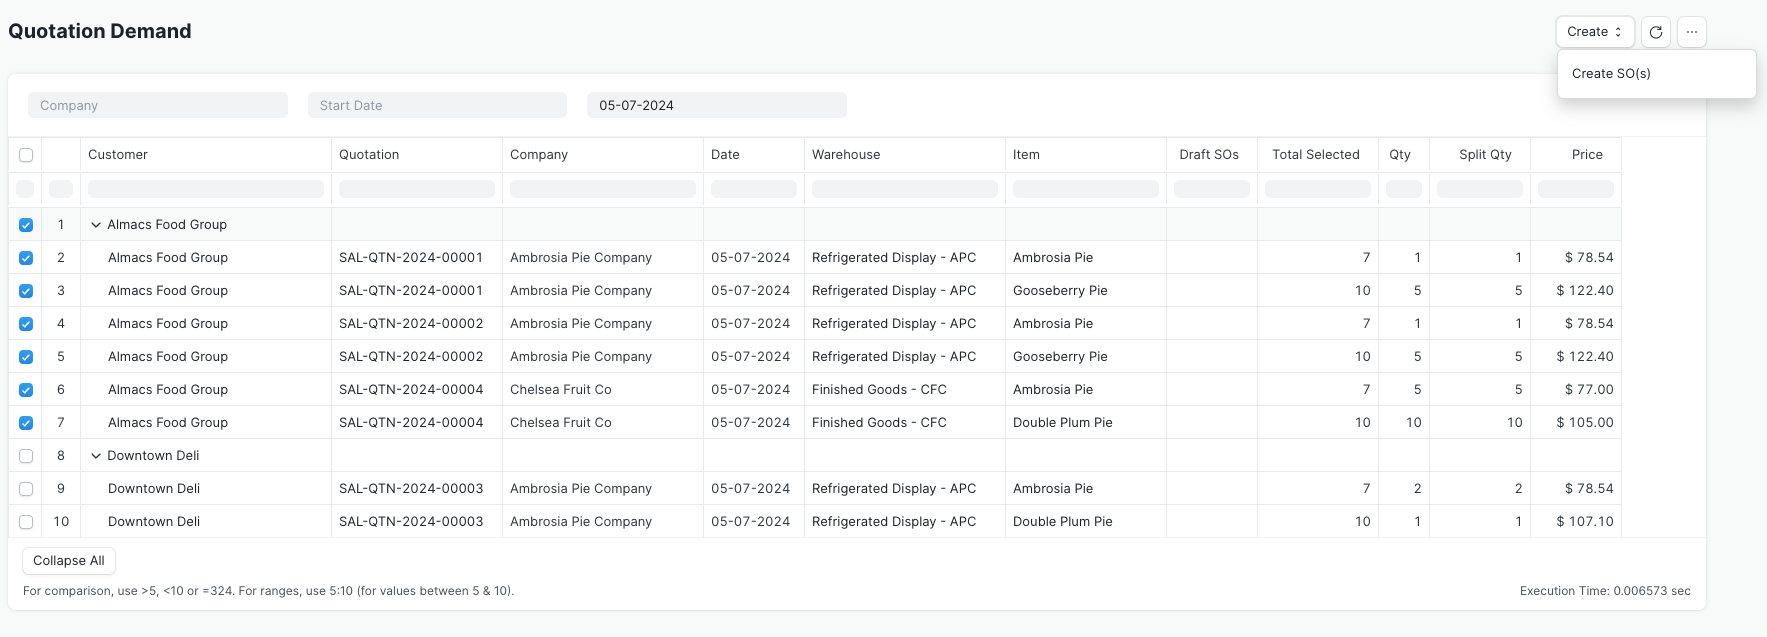 Quotation Demand
Create
...
Create SO(s)
Company Start Date 05-07-2024
Customer Quotation Company Date Warehouse Item Draft SOs Total Selected Qty Split Qty Price
1 Almacs Food Group
2 Almacs Food Group SAL-QTN-2024-00001 Ambrosia Pie Company 05-07-2024 Refrigerated Display - APC Ambrosia Pie 7 1 1 $ 78.54
3 Almacs Food Group SAL-QTN-2024-00001 Ambrosia Pie Company 05-07-2024 Refrigerated Display - APC Gooseberry Pie 10 5 5 $ 122.40
4 Almacs Food Group SAL-QTN-2024-00002 Ambrosia Pie Company 05-07-2024 Refrigerated Display - APC Ambrosia Pie 7 1 1 $ 78.54
5 Almacs Food Group SAL-QTN-2024-00002 Ambrosia Pie Company 05-07-2024 Refrigerated Display - APC Gooseberry Pie 10 5 5 $ 122.40
6 Almacs Food Group SAL-QTN-2024-00004 Chelsea Fruit Co 05-07-2024 Finished Goods - CFC Ambrosia Pie 7 5 5 $ 77.00
7 Almacs Food Group SAL-QTN-2024-00004 Chelsea Fruit Co 05-07-2024 Finished Goods - CFC Double Plum Pie 10 10 10 $ 105.00
8 Downtown Deli
9 Downtown Deli SAL-QTN-2024-00003 Ambrosia Pie Company 05-07-2024 Refrigerated Display - APC Ambrosia Pie 7 2 2 $ 78.54
10 Downtown Deli SAL-QTN-2024-00003 Ambrosia Pie Company 05-07-2024 Refrigerated Display - APC Double Plum Pie 10 1 1 $ 107.10
Collapse All
For comparison, use >5, <10 or =324. For ranges, use 5:10 (for values between 5 & 10). Execution Time: 0.006573 sec